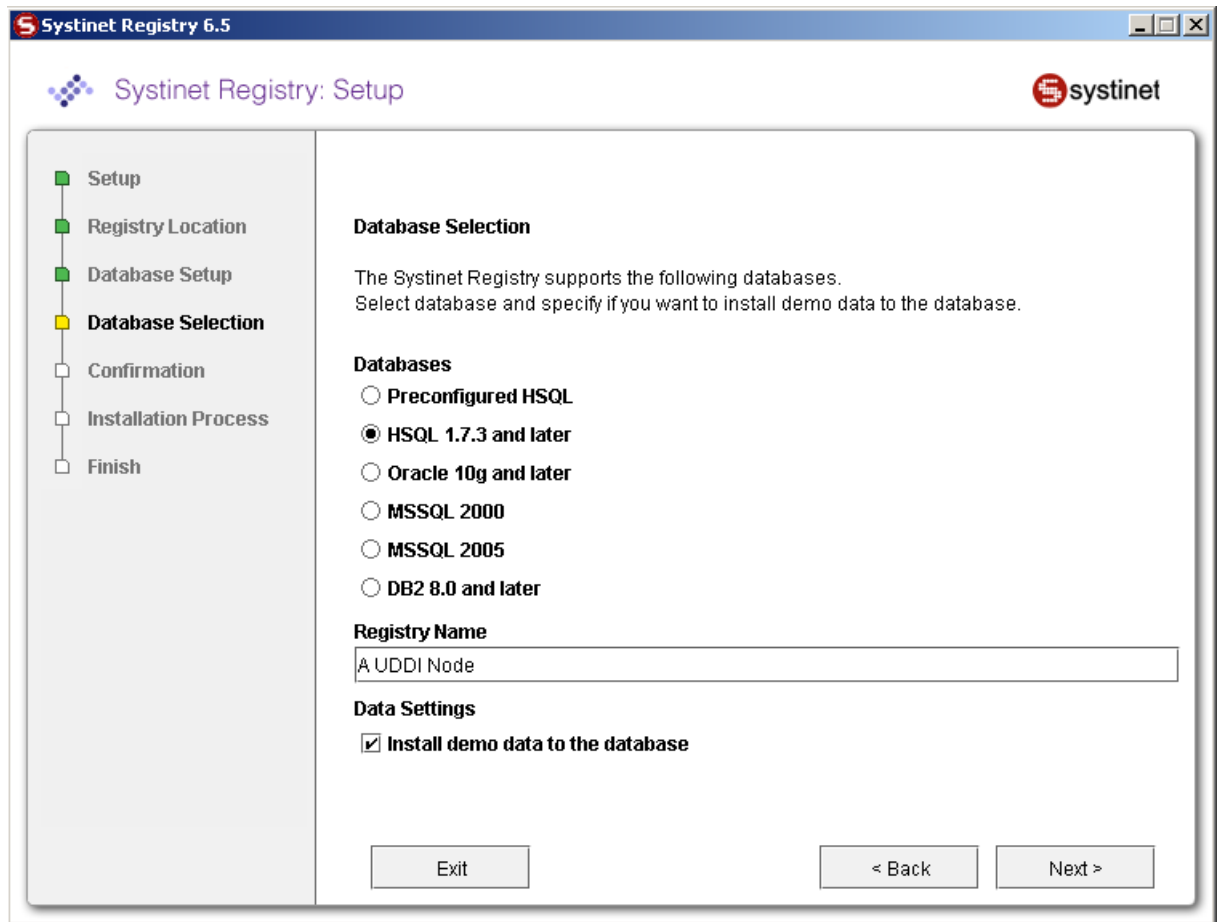 Systinet Registry 6.5
Systinet Registry: Setup
systinet
Setup
Registry Location
Database Setup
Database Selection
Confirmation
Installation Process
Finish
Database Selection
The Systinet Registry supports the following databases.
Select database and specify if you want to install demo data to the database.
Databases
Preconfigured HSQL
HSQL 1.7.3 and later
Oracle 10g and later
MSSQL 2000
MSSQL 2005
DB2 8.0 and later
Registry Name
A UDDI Node
Data Settings
Install demo data to the database
Exit
< Back
Next >